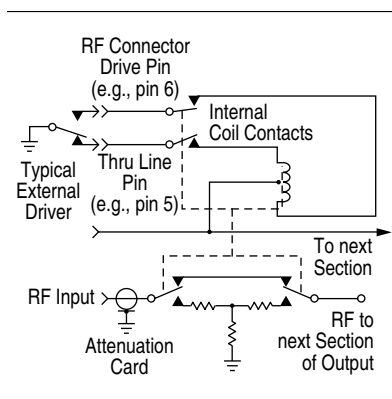 RF Connector
Drive Pin
(e.g., pin 6)
Internal
Coil Contacts
Typical
External
Driver
Thru Line
Pin
(e.g., pin 5)
To next
Section
RF Input
Attenuation
Card
RF to
next Section
of Output